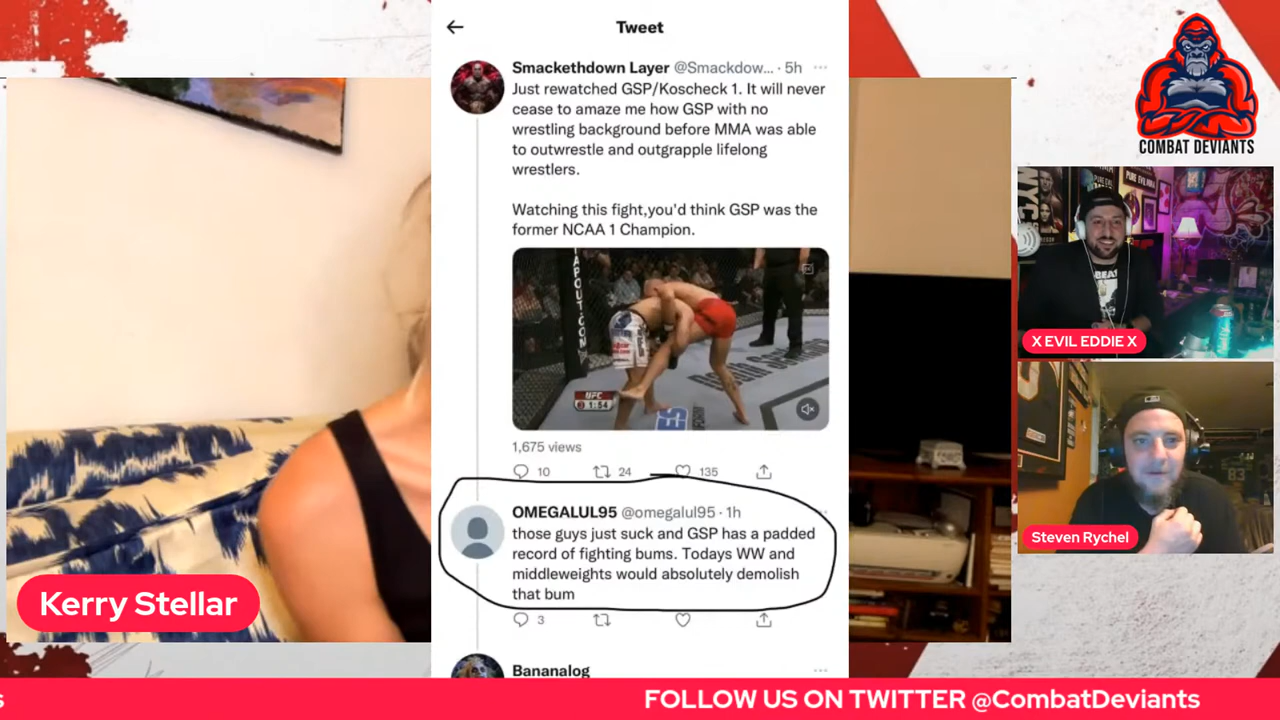 Tweet
Smackethdown Layer @Smackdow... · 5h
Just rewatched GSP/Koscheck 1. It will never
cease to amaze me how GSP with no
wrestling background before MMA was able
to outwrestle and outgrapple lifelong
wrestlers.
Watching this fight,you'd think GSP was the
former NCAA 1 Champion.
UFC
1:54
1,675 views
10
24
135
OMEGALUL95 @omegalul95 · 1h
those guys just suck and GSP has a padded
record of fighting bums. Todays WW and
middleweights would absolutely demolish
that bum
3
Bananalog
Kerry Stellar
COMBAT DEVIANTS
X EVIL EDDIE X
Steven Rychel
83
s
FOLLOW US ON TWITTER @CombatDeviants